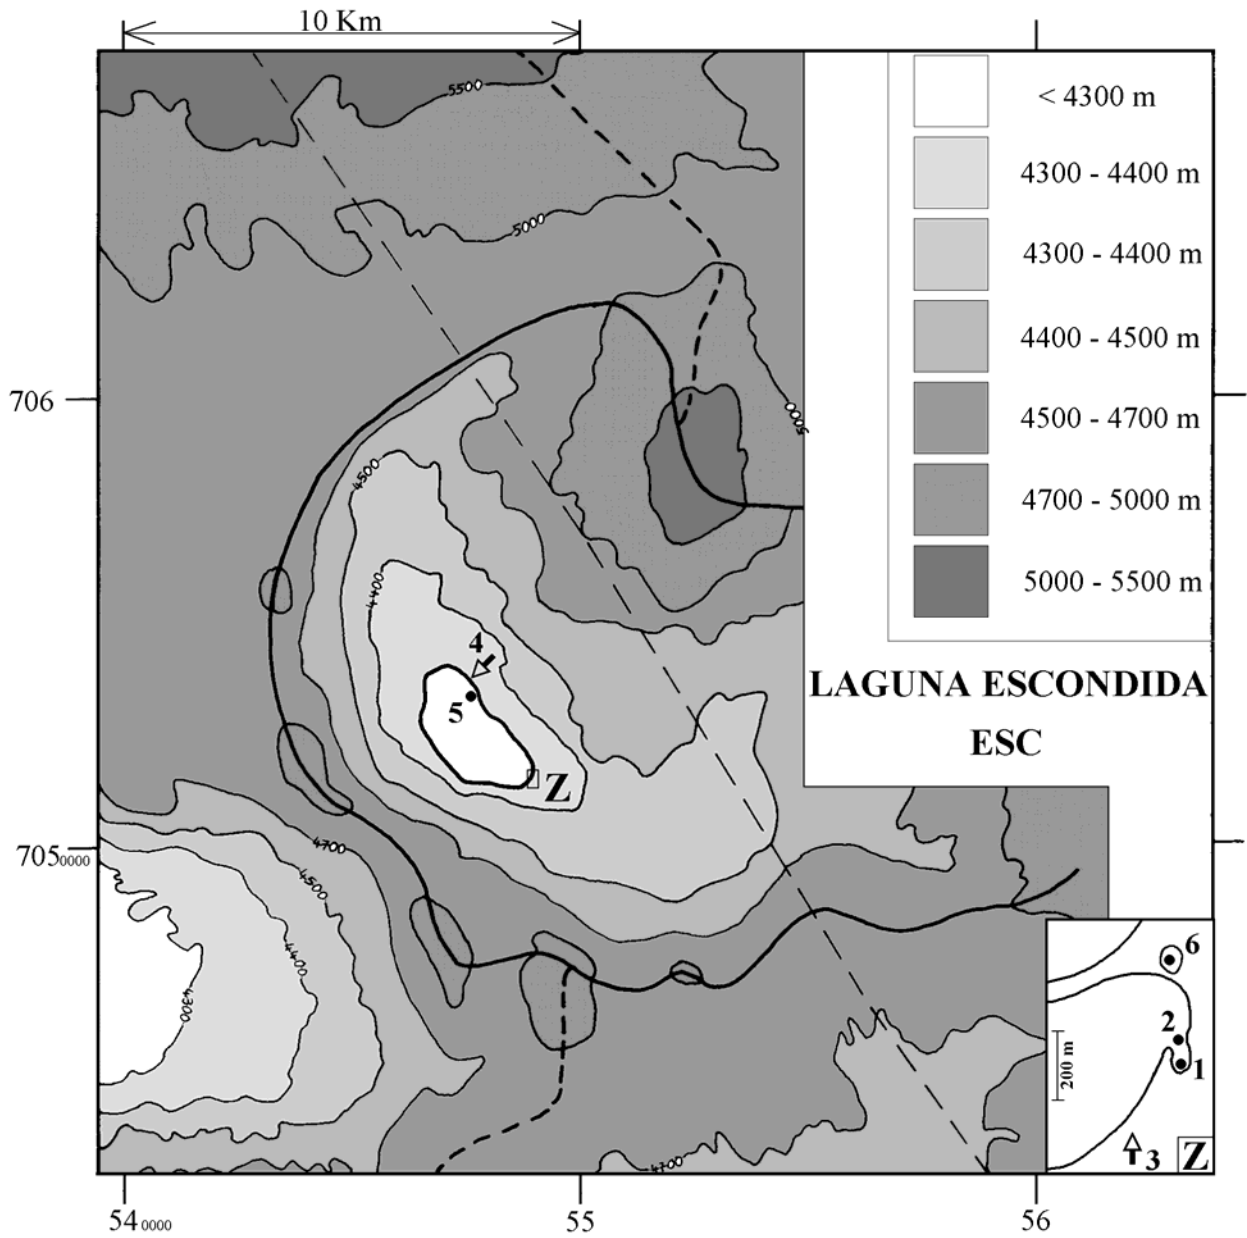 10 Km
< 4300 m
4300 - 4400 m
4300 - 4400 m
4400 - 4500 m
4500 - 4700 m
4700 - 5000 m
5000 - 5500 m
LAGUNA ESCONDIDA
ESC
5500
5000
5000
706
4500
4400
4
5
Z
705 0000
4700
4500
4400
4300
4700
6
2
1
200 m
3
Z
54 0000
55
56